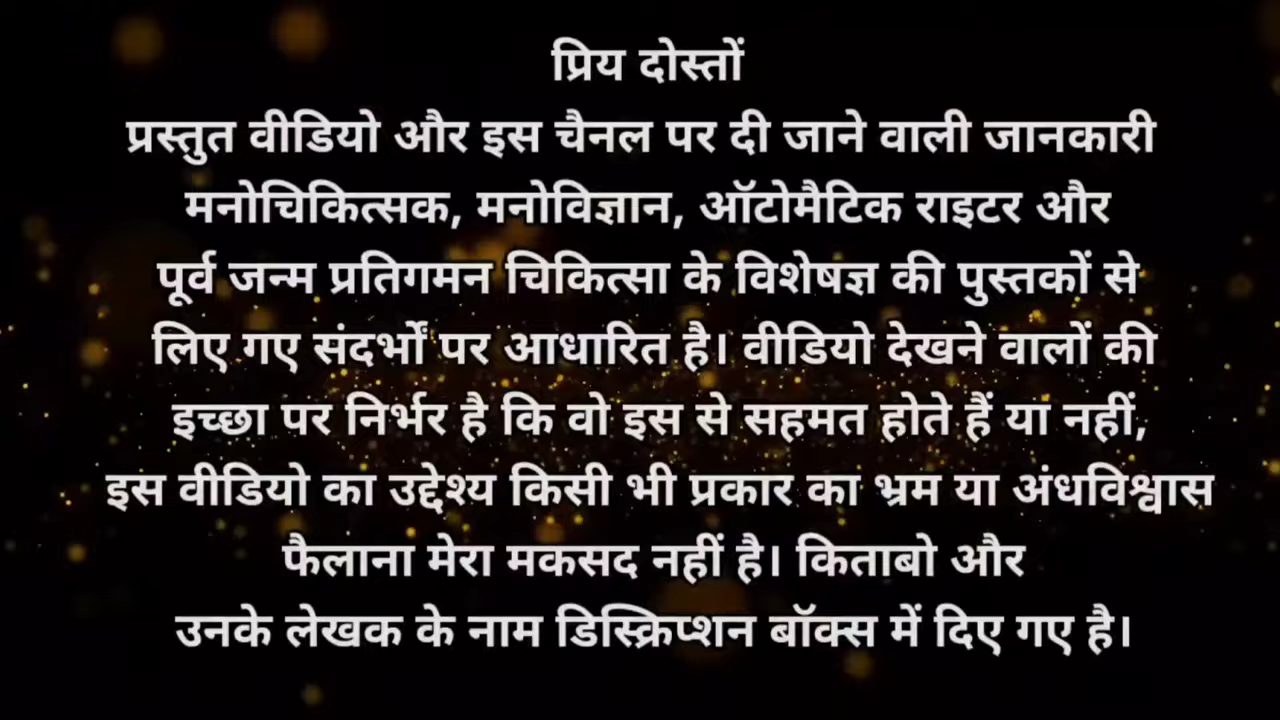 प्रिय दोस्तों
प्रस्तुत वीडियो और इस चैनल पर दी जाने वाली जानकारी
मनोचिकित्सक, मनोविज्ञान, ऑटोमैटिक राइटर और
पूर्व जन्म प्रतिगमन चिकित्सा के विशेषज्ञ की पुस्तकों से
लिए गए संदर्भों पर आधारित है। वीडियो देखने वालों की
इच्छा पर निर्भर है कि वो इस से सहमत होते हैं या नहीं,
इस वीडियो का उद्देश्य किसी भी प्रकार का भ्रम या अंधविश्वास
फैलाना मेरा मकसद नहीं है। किताबो और
उनके लेखक के नाम डिस्क्रिप्शन बॉक्स में दिए गए है।